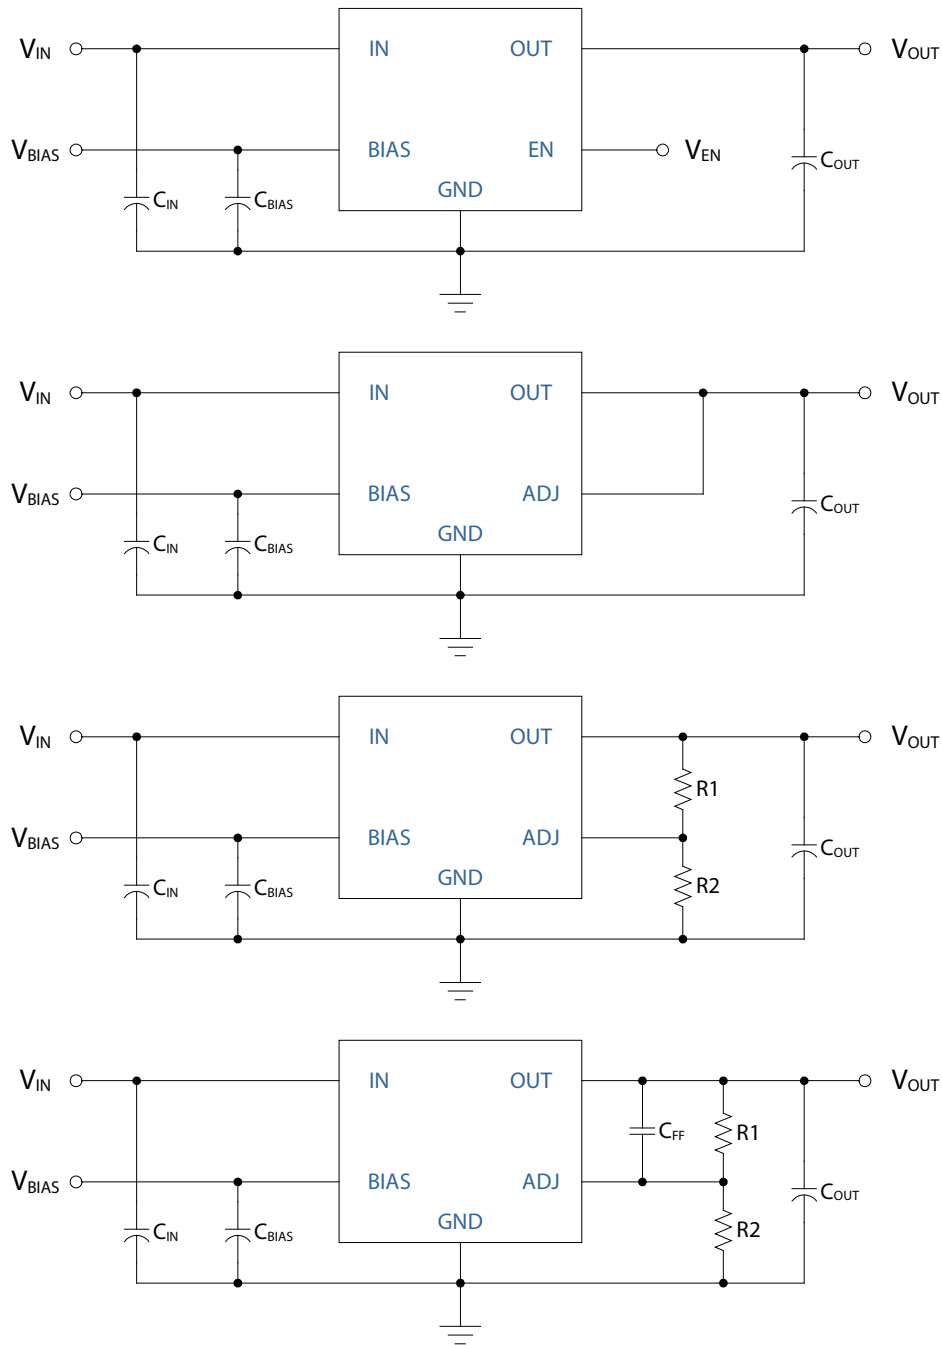 VIN IN OUT VOUT
VBIAS BIAS EN VEN COUT
GND
CIN CBIAS
VIN IN OUT VOUT
VBIAS BIAS ADJ COUT
GND
CIN CBIAS
VIN IN OUT VOUT
R1
VBIAS BIAS ADJ COUT
GND R2
CIN CBIAS
VIN IN OUT VOUT
CFF R1
VBIAS BIAS ADJ COUT
GND R2
CIN CBIAS